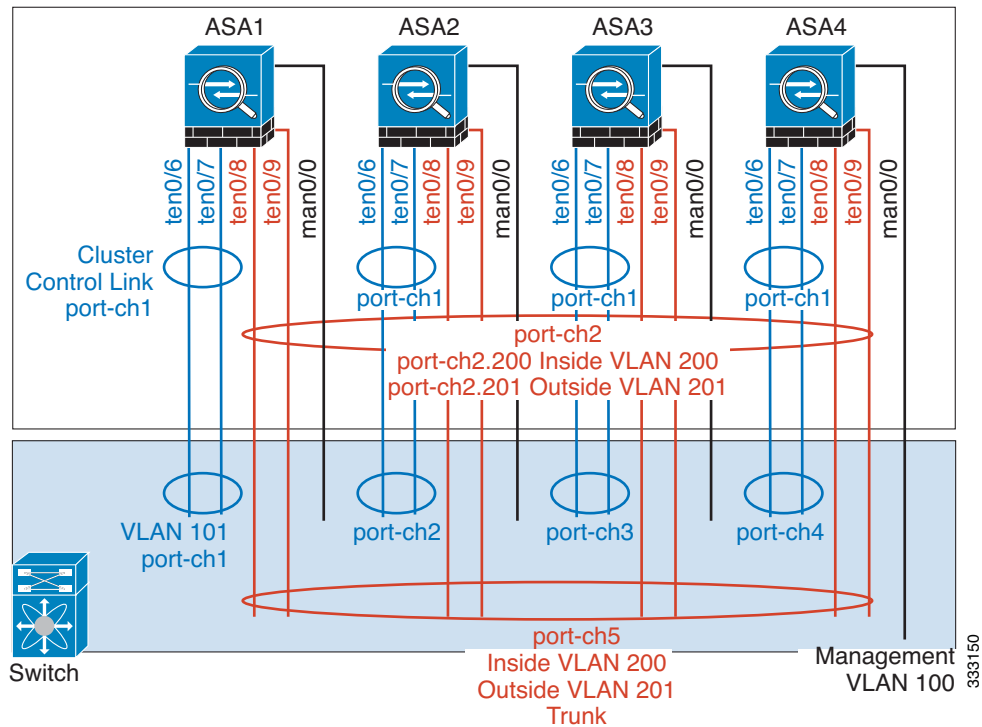 ASA1
ASA2
ASA3
ASA4
ten0/6
ten0/7
ten0/8
ten0/9
man0/0
ten0/6
ten0/7
ten0/8
ten0/9
man0/0
ten0/6
ten0/7
ten0/8
ten0/9
man0/0
ten0/6
ten0/7
ten0/8
ten0/9
man0/0
Cluster
Control Link
port-ch1
port-ch1
port-ch1
port-ch1
port-ch2
port-ch2.200 Inside VLAN 200
port-ch2.201 Outside VLAN 201
VLAN 101
port-ch1
port-ch2
port-ch3
port-ch4
Switch
port-ch5
Inside VLAN 200
Outside VLAN 201
Trunk
Management
VLAN 100
333150